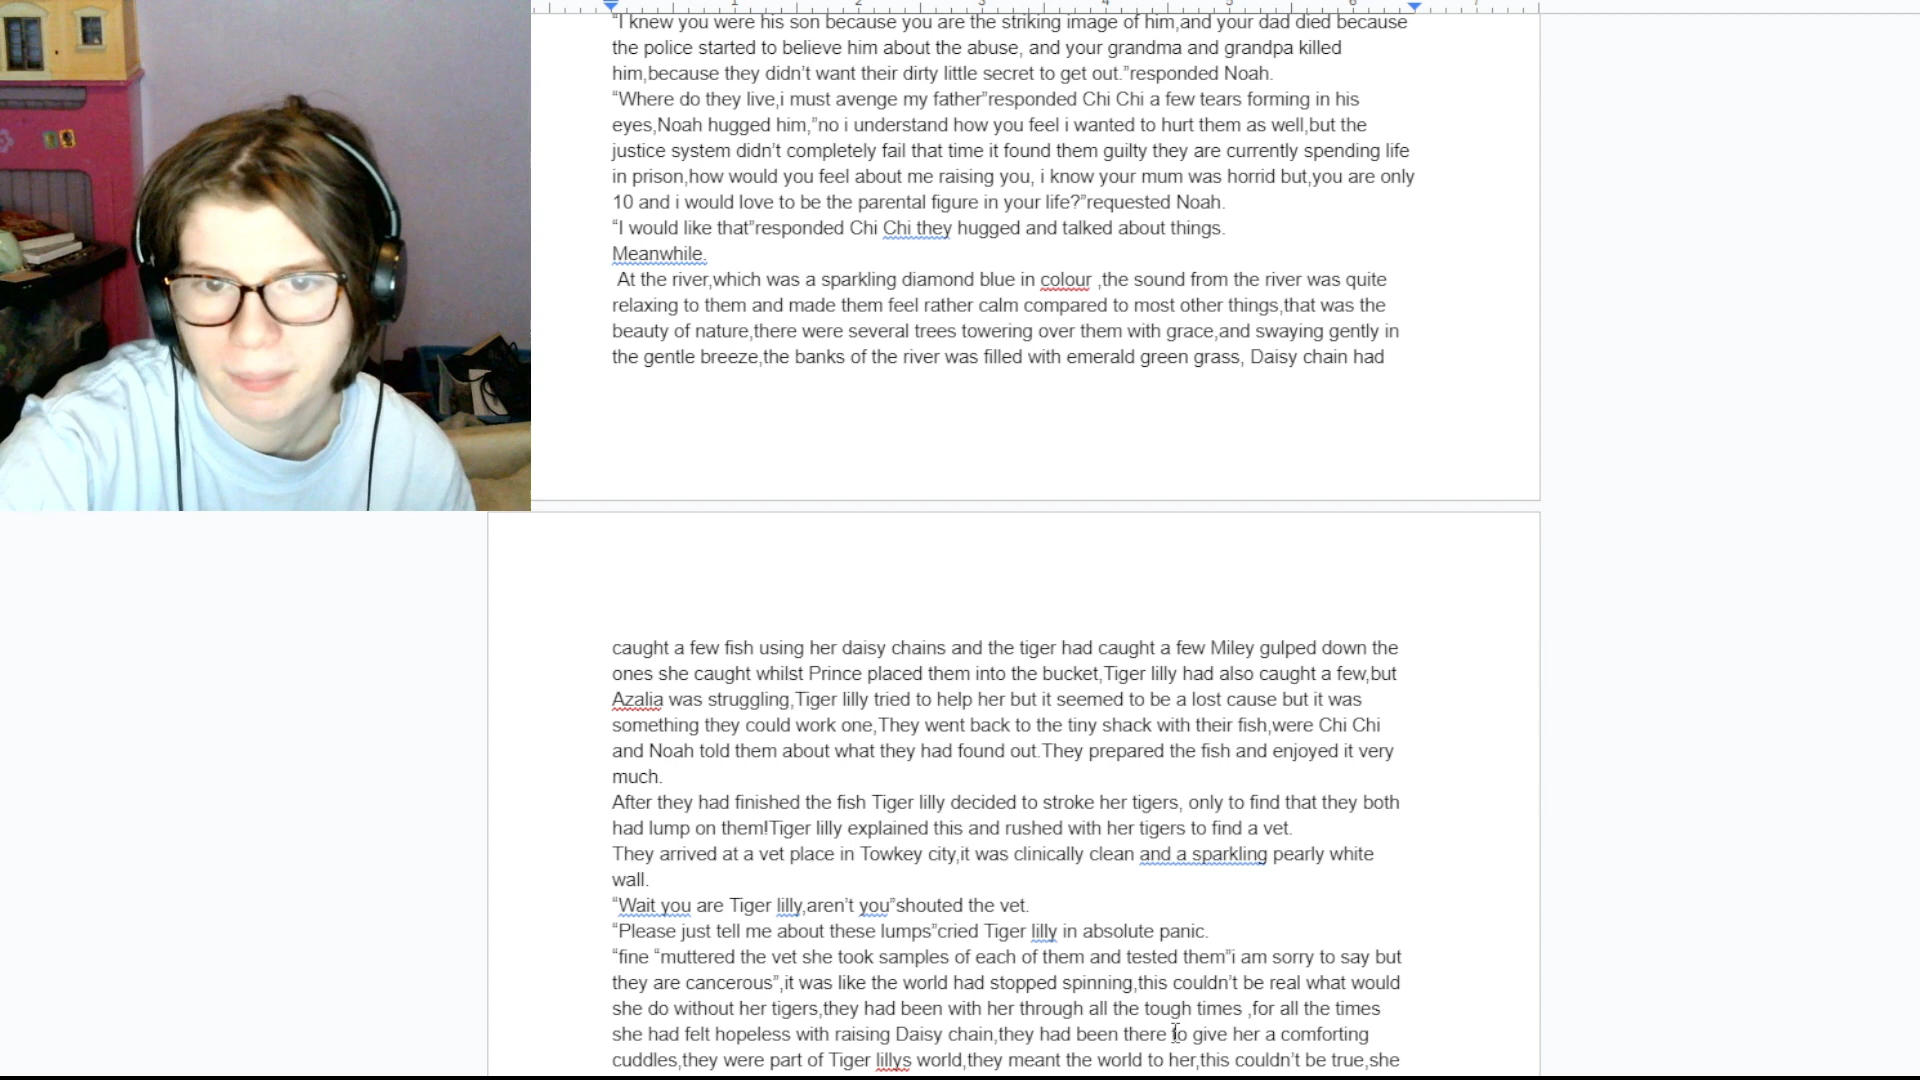 “I knew you were his son because you are the striking image of him,and your dad died because
the police started to believe him about the abuse, and your grandma and grandpa killed
him,because they didn’t want their dirty little secret to get out.”responded Noah.
“Where do they live,i must avenge my father”responded Chi Chi a few tears forming in his
eyes,Noah hugged him,”no i understand how you feel i wanted to hurt them as well,but the
justice system didn’t completely fail that time it found them guilty they are currently spending life
in prison,how would you feel about me raising you, i know your mum was horrid but,you are only
10 and i would love to be the parental figure in your life?”requested Noah.
“I would like that”responded Chi Chi they hugged and talked about things.
Meanwhile.
At the river,which was a sparkling diamond blue in colour ,the sound from the river was quite
relaxing to them and made them feel rather calm compared to most other things,that was the
beauty of nature,there were several trees towering over them with grace,and swaying gently in
the gentle breeze,the banks of the river was filled with emerald green grass, Daisy chain had
caught a few fish using her daisy chains and the tiger had caught a few Miley gulped down the
ones she caught whilst Prince placed them into the bucket,Tiger lilly had also caught a few,but
Azalia was struggling,Tiger lilly tried to help her but it seemed to be a lost cause but it was
something they could work one,They went back to the tiny shack with their fish,were Chi Chi
and Noah told them about what they had found out.They prepared the fish and enjoyed it very
much.
After they had finished the fish Tiger lilly decided to stroke her tigers, only to find that they both
had lump on them!Tiger lilly explained this and rushed with her tigers to find a vet.
They arrived at a vet place in Towkey city,it was clinically clean and a sparkling pearly white
wall.
“Wait you are Tiger lilly,aren’t you”shouted the vet.
“Please just tell me about these lumps”cried Tiger lilly in absolute panic.
“fine “muttered the vet she took samples of each of them and tested them”i am sorry to say but
they are cancerous”,it was like the world had stopped spinning,this couldn’t be real what would
she do without her tigers,they had been with her through all the tough times ,for all the times
she had felt hopeless with raising Daisy chain,they had been there to give her a comforting
cuddles,they were part of Tiger lillys world,they meant the world to her,this couldn’t be true,she